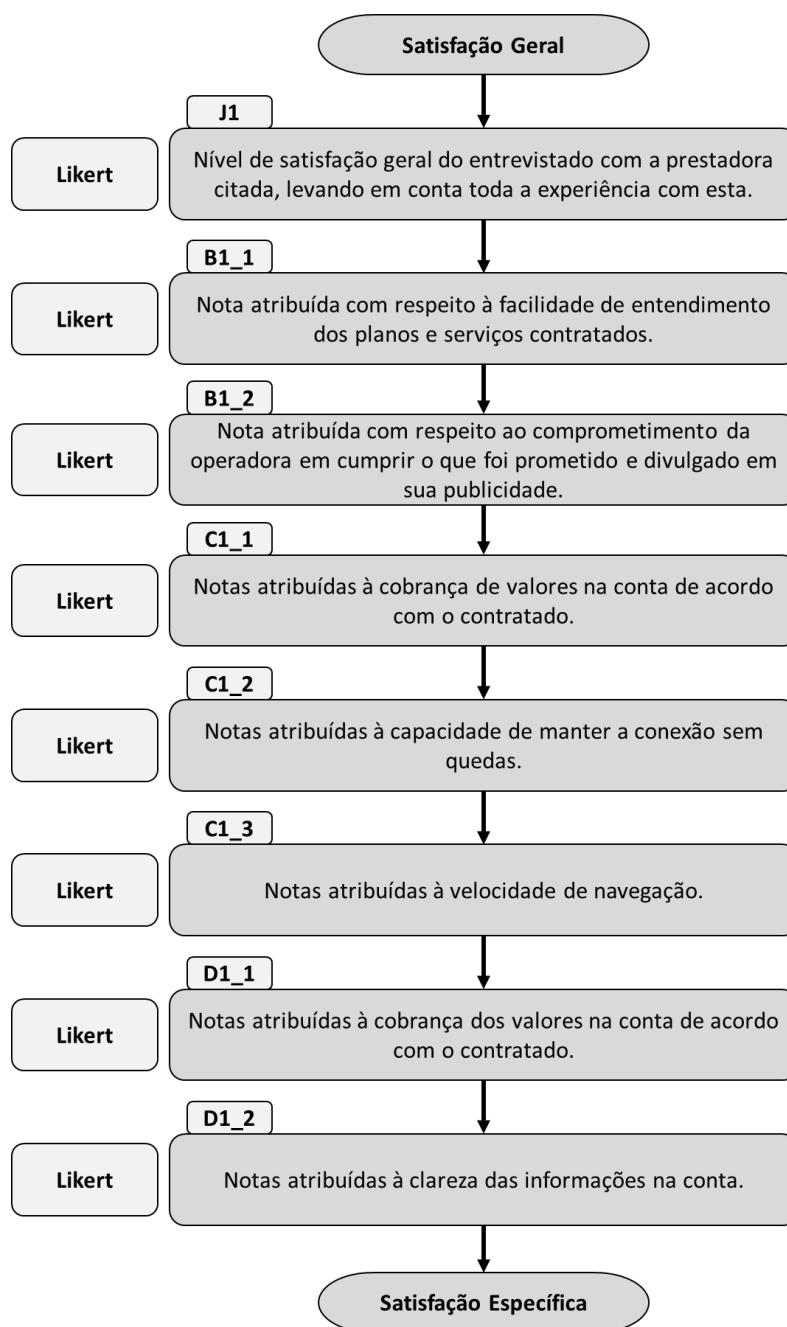 Satisfação Geral
J1
Likert
Nível de satisfação geral do entrevistado com a prestadora
citada, levando em conta toda a experiência com esta.
B1_1
Likert
Nota atribuída com respeito à facilidade de entendimento
dos planos e serviços contratados.
B1_2
Likert
Nota atribuída com respeito ao comprometimento da
operadora em cumprir o que foi prometido e divulgado em
sua publicidade.
C1_1
Likert
Notas atribuídas à cobrança de valores na conta de acordo
com o contratado.
C1_2
Likert
Notas atribuídas à capacidade de manter a conexão sem
quedas.
C1_3
Likert
Notas atribuídas à velocidade de navegação.
D1_1
Likert
Notas atribuídas à cobrança dos valores na conta de acordo
com o contratado.
D1_2
Likert
Notas atribuídas à clareza das informações na conta.
Satisfação Específica